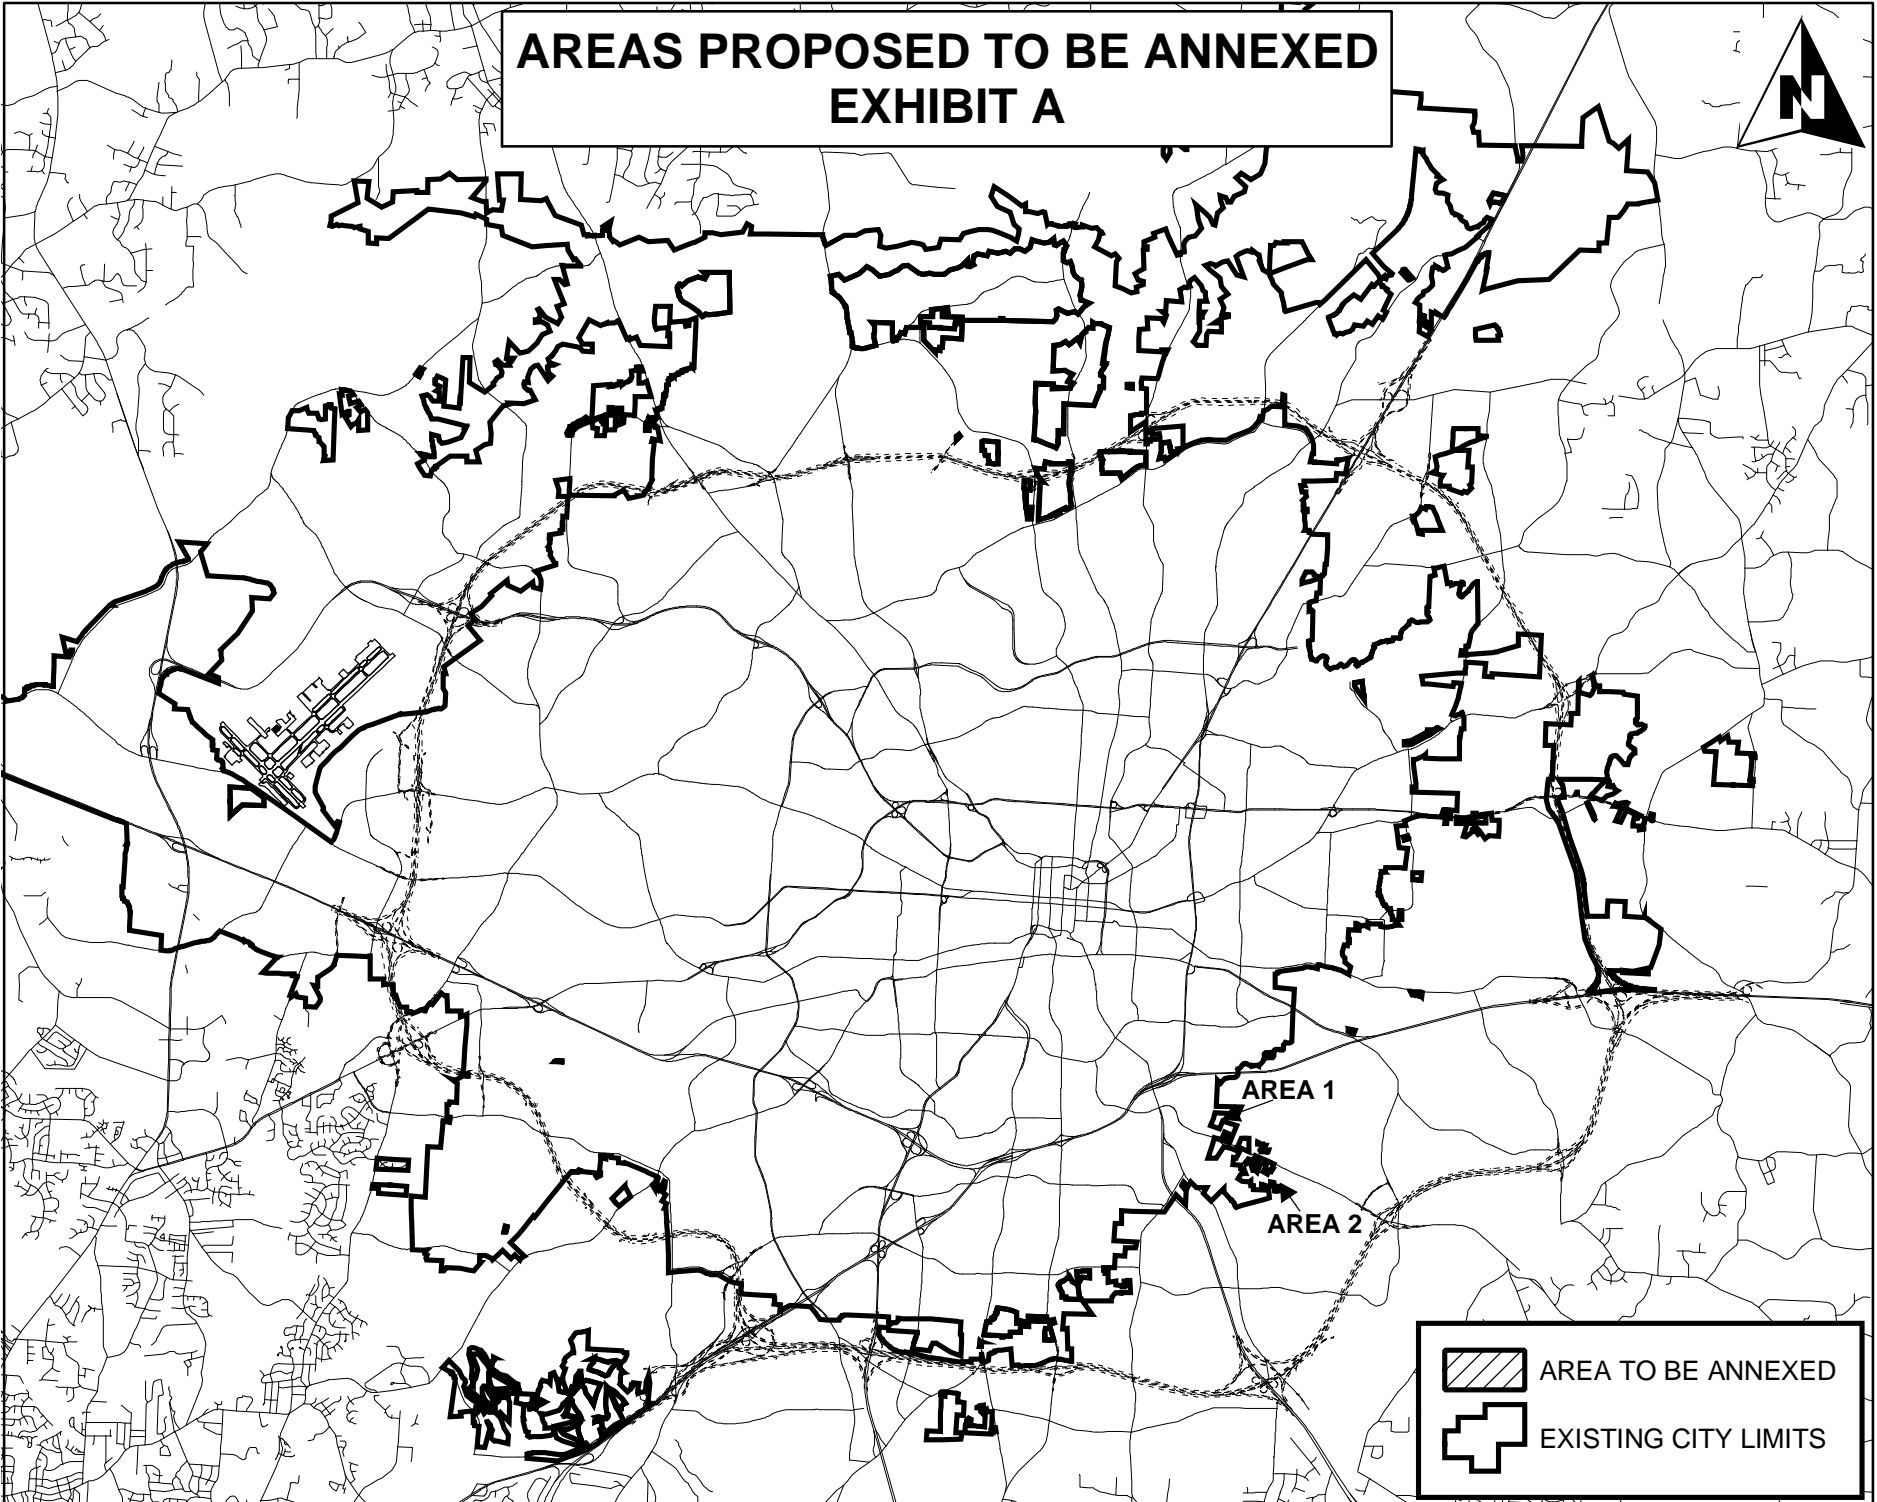 AREAS PROPOSED TO BE ANNEXED
EXHIBIT A
N
AREA 1
AREA 2
AREA TO BE ANNEXED
EXISTING CITY LIMITS